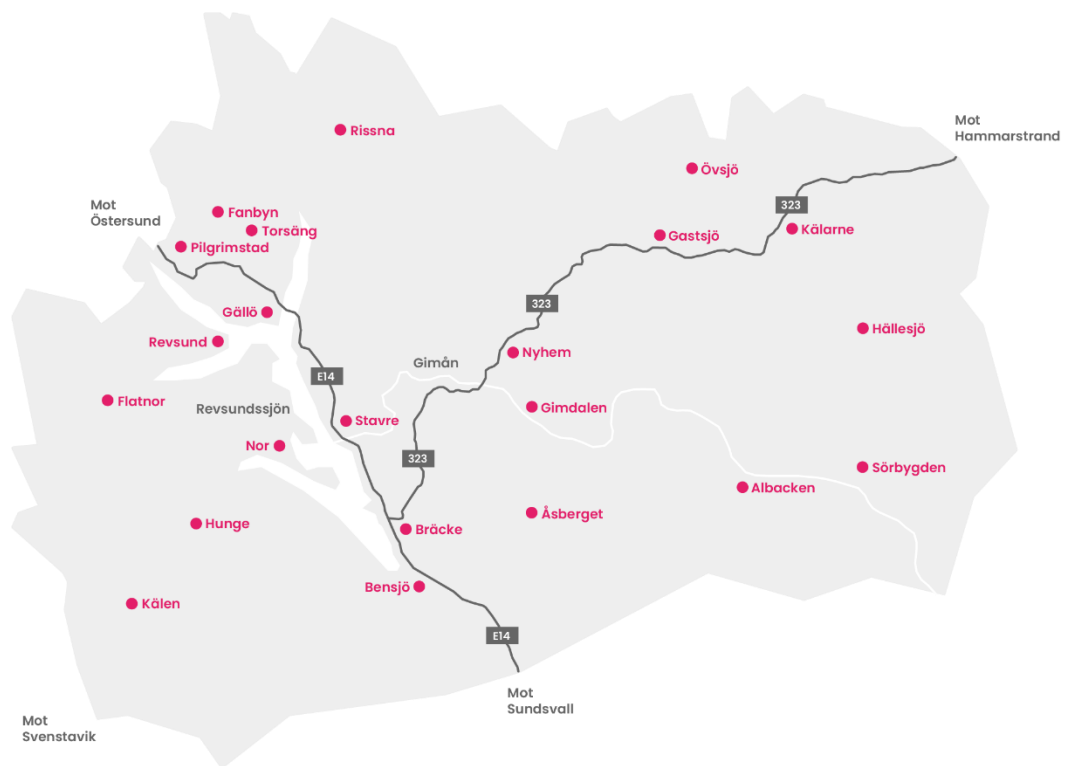 Mot
Hammarstrand
Rissna
Övsjö
Mot
Östersund
323
Fanbyn
Torsäng
Kälarne
Gastsjö
Pilgrimstad
323
Gällö
Hällesjö
Revsund
Nyhem
Gimån
E14
Flatnor
Revsundssjön
Gimdalen
Stavre
Nor
323
Sörbygden
Albacken
Åsberget
Hunge
Bräcke
Bensjö
Kälen
E14
Mot
Sundsvall
Mot
Svenstavik